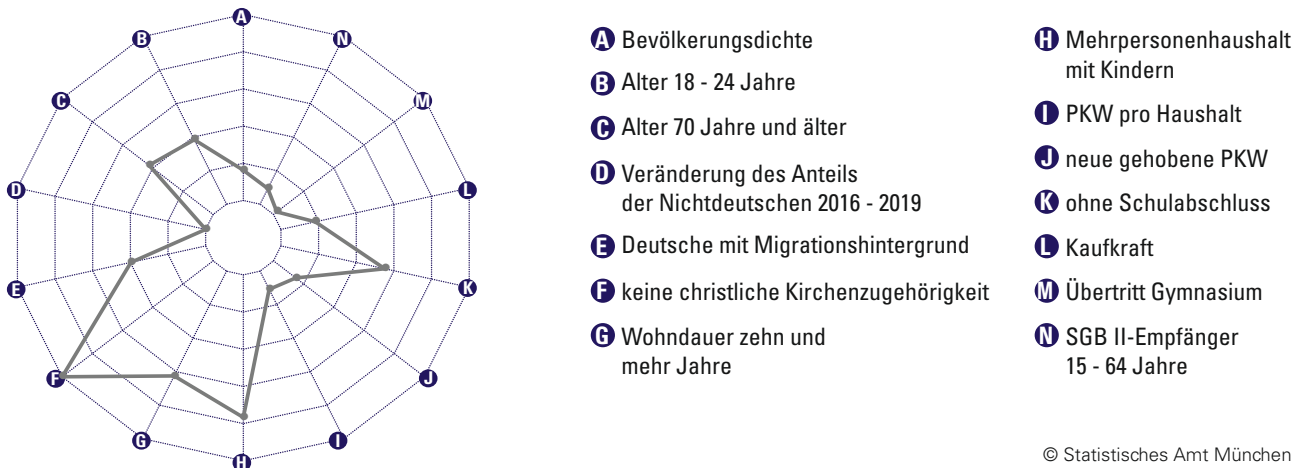 A
B
C
D
E
F
G
H
I
J
K
L
M
N
A Bevölkerungsdichte
B Alter 18 - 24 Jahre
C Alter 70 Jahre und älter
D Veränderung des Anteils
der Nichtdeutschen 2016 - 2019
E Deutsche mit Migrationshintergrund
F keine christliche Kirchenzugehörigkeit
G Wohndauer zehn und
mehr Jahre
H Mehrpersonenhaushalt
mit Kindern
I PKW pro Haushalt
J neue gehobene PKW
K ohne Schulabschluss
L Kaufkraft
M Übertritt Gymnasium
N SGB II-Empfänger
15 - 64 Jahre
© Statistisches Amt München